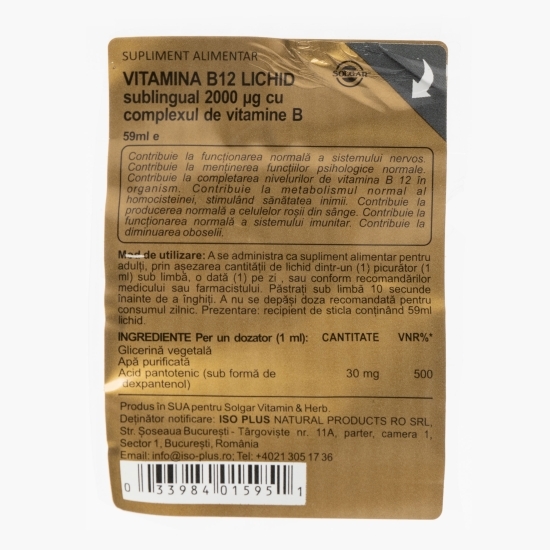 SUPLIMENT ALIMENTAR
SOLGAR
VITAMINA B12 LICHID
sublingual 2000 µg cu
complexul de vitamine B
59ml e
Contribuie la funcționarea normală a sistemului nervos.
Contribuie la menținerea funcțiilor psihologice normale.
Contribuie la completarea nivelurilor de vitamina B 12 în
organism. Contribuie la metabolismul normal al
homocisteinei, stimulând sănătatea inimii. Contribuie la
producerea normală a celulelor roșii din sânge. Contribuie la
funcționarea normală a sistemului imunitar. Contribuie la
diminuarea oboselii.
Mod de utilizare: A se administra ca supliment alimentar pentru
adulți, prin așezarea cantității de lichid dintr-un (1) picurător (1
ml) sub limbă, o dată (1) pe zi , sau conform recomandărilor
medicului sau farmacistului. Păstrați sub limbă 10 secunde
înainte de a înghiți. A nu se depăși doza recomandată pentru
consumul zilnic. Prezentare: recipient de sticla conținând 59ml
lichid.
INGREDIENTE Per un dozator (1 ml): CANTITATE VNR%*
Glicerină vegetală
Apă purificată
Acid pantotenic (sub formă de 30 mg 500
dexpantenol)
Produs în SUA pentru Solgar Vitamin & Herb.
Deținător notificare: ISO PLUS NATURAL PRODUCTS RO SRL,
Str. Șoseaua București - Târgoviște nr. 11A, parter, camera 1,
Sector 1, București, România
Email: info@iso-plus.ro; Tel: +4021 305 17 36
0 33984 01595 1